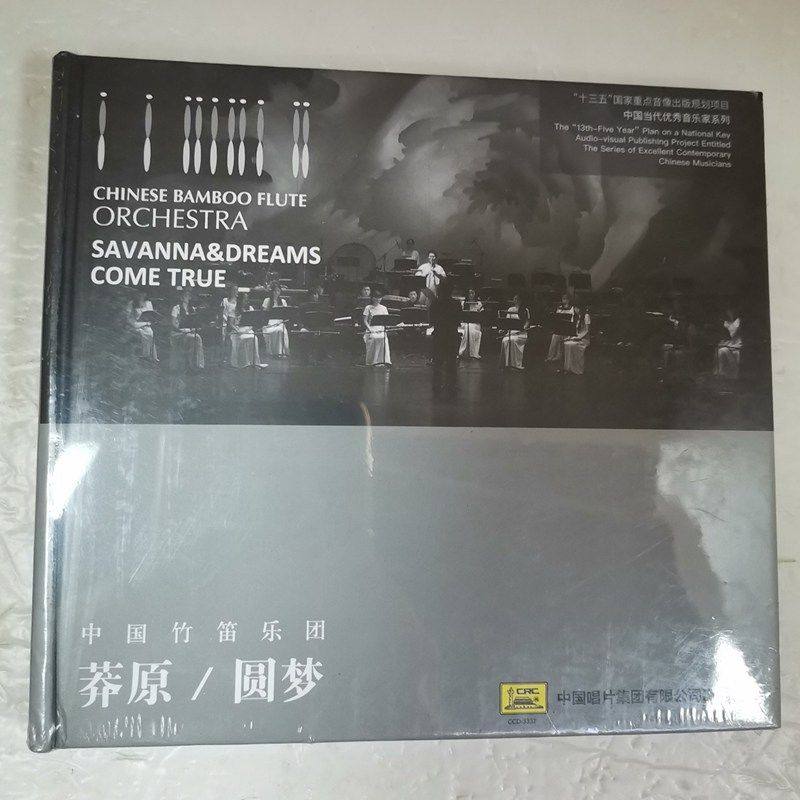 "十三五"国家重点音像出版规划项目
中国当代优秀音乐家系列
The "13th-Five Year" Plan on a National Key
Audio-visual Publishing Project Entitled
The Series of Excellent Contemporary
Chinese Musicians
CHINESE BAMBOO FLUTE
ORCHESTRA
SAVANNA&DREAMS
COME TRUE
中国竹笛乐团
莽原 / 圆梦
CRC
CCD-3337
中国唱片集团有限公司